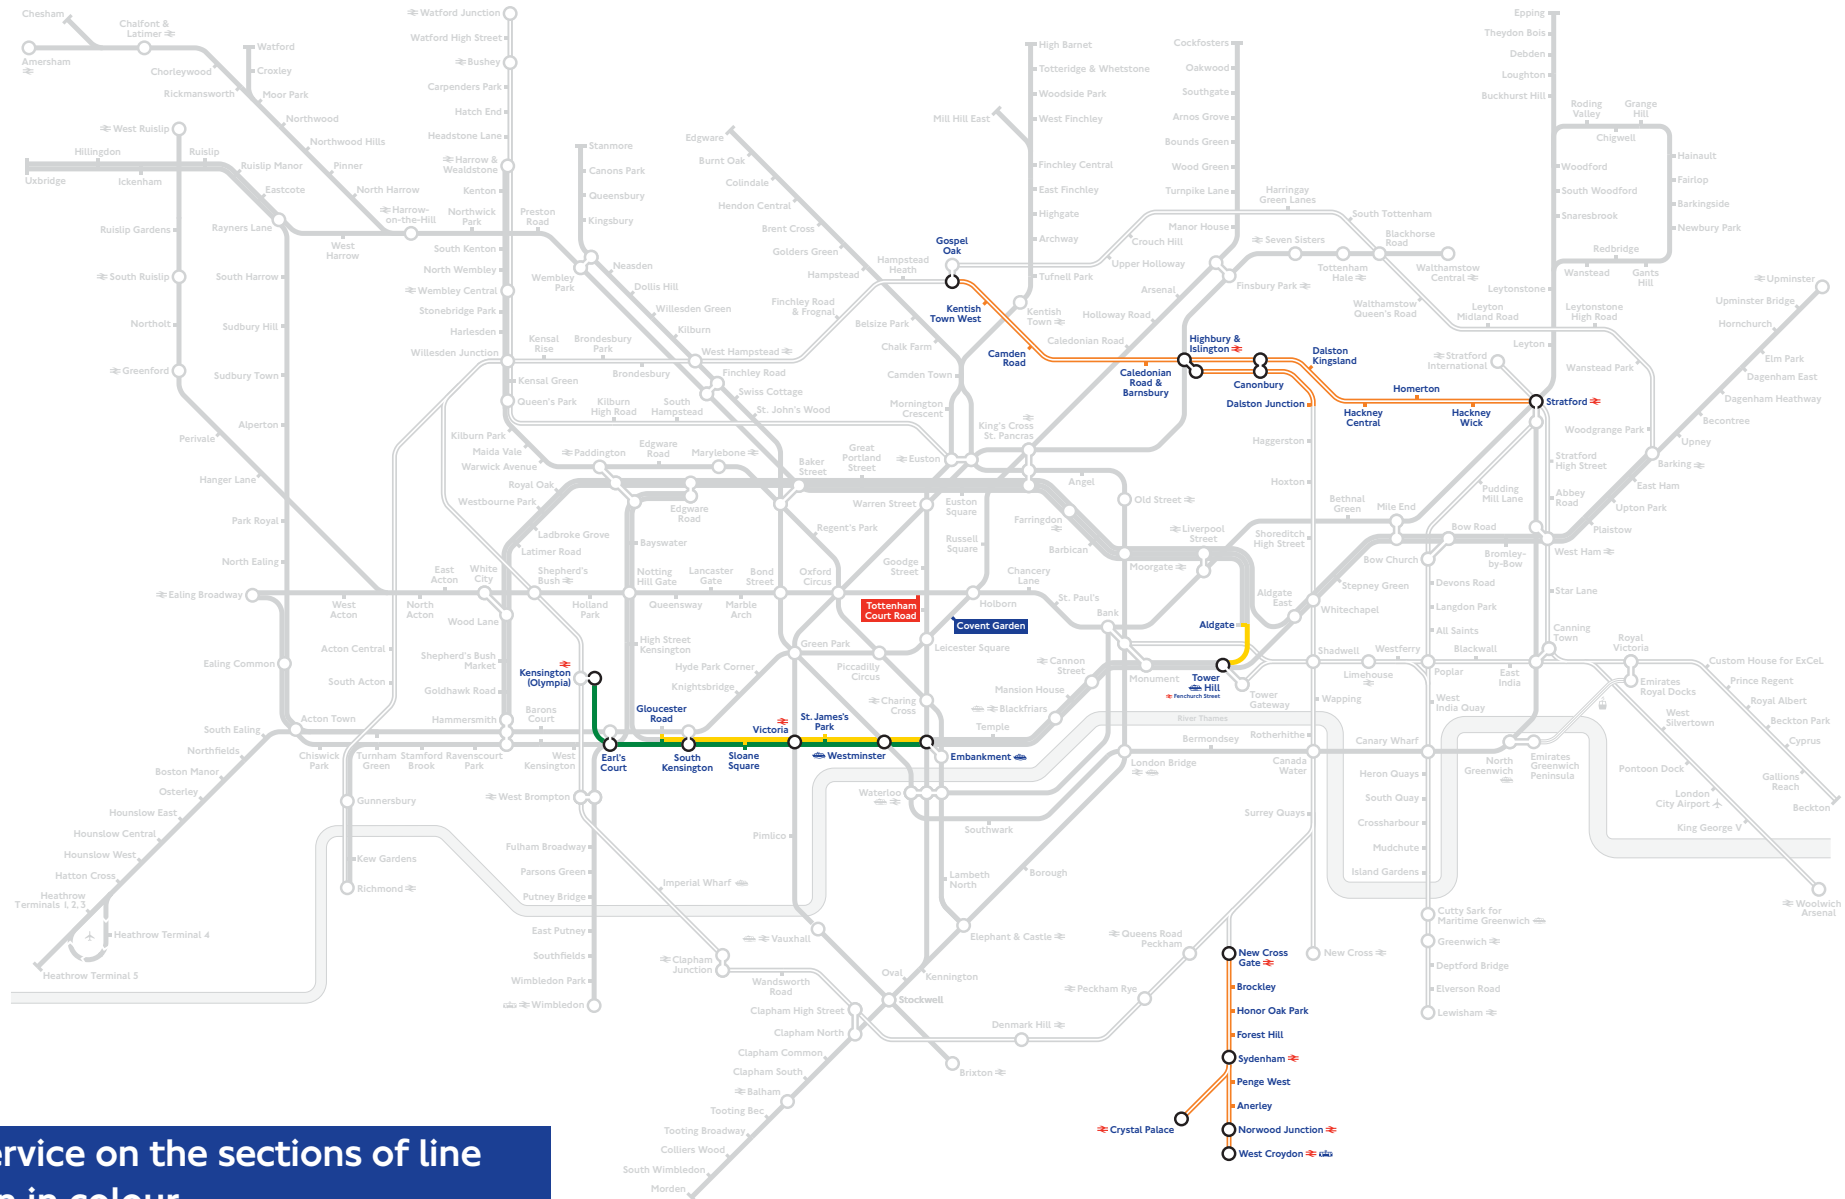 Chesham
Chalfont &
Latimer
Amersham
Watford
Croxley
Chorleywood
Rickmansworth
Moor Park
Northwood
Northwood Hills
Pinner
North Harrow
Harrow-
on-the-Hill
West Ruislip
Hillingdon
Ruislip
Uxbridge
Ickenham
Ruislip Manor
Eastcote
Rayners Lane
West
Harrow
Northwick
Park
Preston
Road
Ruislip Gardens
South Ruislip
South Harrow
Northolt
Sudbury Hill
Greenford
Sudbury Town
Perivale
Alperton
Hanger Lane
Park Royal
North Ealing
Ealing Broadway
Ealing Common
West
Acton
North
Acton
East
Acton
White
City
Watford Junction
Watford High Street
Bushey
Carpenders Park
Hatch End
Headstone Lane
Harrow &
Wealdstone
Kenton
South Kenton
North Wembley
Wembley Central
Stonebridge Park
Harlesden
Willesden Junction
Kensal
Rise
Brondesbury
Park
Brondesbury
Kensal Green
Queen's Park
Kilburn
High Road
South
Hampstead
Kilburn Park
Maida Vale
Warwick Avenue
Royal Oak
Westbourne Park
Ladbroke Grove
Latimer Road
Stanmore
Canons Park
Queensbury
Kingsbury
Wembley
Park
Neasden
Dollis Hill
Willesden Green
Kilburn
West Hampstead
Finchley Road
Swiss Cottage
St. John's Wood
Edgware
Burnt Oak
Colindale
Hendon Central
Brent Cross
Golders Green
Hampstead
Hampstead
Heath
Finchley Road
& Frognal
Belsize Park
Chalk Farm
Camden Town
Mornington
Crescent
High Barnet
Totteridge & Whetstone
Woodside Park
West Finchley
Mill Hill East
Finchley Central
East Finchley
Highgate
Archway
Tufnell Park
Kentish
Town
Gospel
Oak
Kentish
Town West
Camden
Road
Caledonian
Road &
Barnsbury
Highbury &
Islington
Canonbury
Dalston
Kingsland
Dalston Junction
Hackney
Central
Homerton
Hackney
Wick
Stratford
Cockfosters
Oakwood
Southgate
Arnos Grove
Bounds Green
Wood Green
Turnpike Lane
Manor House
Harringay
Green Lanes
Crouch Hill
Upper Holloway
Arsenal
Holloway Road
Caledonian Road
Finsbury Park
Seven Sisters
Tottenham
Hale
South Tottenham
Blackhorse
Road
Walthamstow
Central
Walthamstow
Queen's Road
Leyton
Midland Road
Leytonstone
High Road
Wanstead Park
Woodgrange Park
Epping
Theydon Bois
Debden
Loughton
Buckhurst Hill
Roding
Valley
Grange
Hill
Chigwell
Woodford
South Woodford
Snaresbrook
Hainault
Fairlop
Barkingside
Newbury Park
Redbridge
Wanstead
Gants
Hill
Leytonstone
Leyton
Stratford
International
Upminster
Upminster Bridge
Hornchurch
Elm Park
Dagenham East
Dagenham Heathway
Becontree
Upney
Barking
East Ham
Upton Park
Plaistow
West Ham
Stratford
High Street
Abbey
Road
Pudding
Mill Lane
Bow Road
Bow Church
Bromley-
by-Bow
Mile End
Bethnal
Green
Stepney Green
Whitechapel
Shoreditch
High Street
Hoxton
Haggerston
Paddington
Edgware
Road
Marylebone
Baker
Street
Great
Portland
Street
Edgware
Road
Euston
King's Cross
St. Pancras
Angel
Old Street
Warren Street
Euston
Square
Farringdon
Barbican
Moorgate
Liverpool
Street
Russell
Square
Regent's Park
Goodge
Street
Bayswater
Notting
Hill Gate
Lancaster
Gate
Bond
Street
Oxford
Circus
Shepherd's
Bush
Holland
Park
Queensway
Marble
Arch
Tottenham
Court Road
Covent Garden
Holborn
Chancery
Lane
St. Paul's
Bank
Aldgate
East
Aldgate
Wood Lane
Shepherd's Bush
Market
Goldhawk Road
Hammersmith
Acton Central
South Acton
Acton Town
High Street
Kensington
Green Park
Leicester Square
Hyde Park Corner
Knightsbridge
Piccadilly
Circus
Charing
Cross
Cannon
Street
Monument
Mansion House
Blackfriars
Temple
Tower
Hill
Fenchurch Street
Tower
Gateway
River Thames
Kensington
(Olympia)
Gloucester
Road
Victoria
St. James's
Park
Barons
Court
West
Kensington
Earl's
Court
South
Kensington
Sloane
Square
Westminster
Embankment
Waterloo
Southwark
London Bridge
Bermondsey
Canada
Water
Rotherhithe
Wapping
Shadwell
Limehouse
Westferry
Poplar
Blackwall
East
India
Canning
Town
Devons Road
Langdon Park
All Saints
Star Lane
Royal
Victoria
Custom House for ExCeL
Prince Regent
Royal Albert
Beckton Park
Cyprus
Gallions
Reach
Beckton
Emirates
Royal Docks
West
Silvertown
Pontoon Dock
London
City Airport
King George V
Woolwich
Arsenal
West
India Quay
Canary Wharf
North
Greenwich
Emirates
Greenwich
Peninsula
Heron Quays
South Quay
Crossharbour
Mudchute
Island Gardens
Cutty Sark for
Maritime Greenwich
Greenwich
Deptford Bridge
Elverson Road
Lewisham
South Ealing
Northfields
Boston Manor
Osterley
Hounslow East
Hounslow Central
Hounslow West
Hatton Cross
Heathrow
Terminals 1, 2, 3
Heathrow Terminal 4
Heathrow Terminal 5
Chiswick
Park
Turnham
Green
Stamford
Brook
Ravenscourt
Park
Gunnersbury
Kew Gardens
Richmond
West Brompton
Fulham Broadway
Parsons Green
Putney Bridge
East Putney
Southfields
Wimbledon Park
Wimbledon
Imperial Wharf
Clapham
Junction
Wandsworth
Road
Pimlico
Vauxhall
Stockwell
Oval
Kennington
Lambeth
North
Borough
Elephant & Castle
Clapham High Street
Clapham North
Clapham Common
Clapham South
Balham
Tooting Bec
Tooting Broadway
Colliers Wood
South Wimbledon
Morden
Brixton
Denmark Hill
Peckham Rye
Queens Road
Peckham
Surrey Quays
New Cross
New Cross
Gate
Brockley
Honor Oak Park
Forest Hill
Sydenham
Penge West
Anerley
Crystal Palace
Norwood Junction
West Croydon
ervice on the sections of line
n in colour